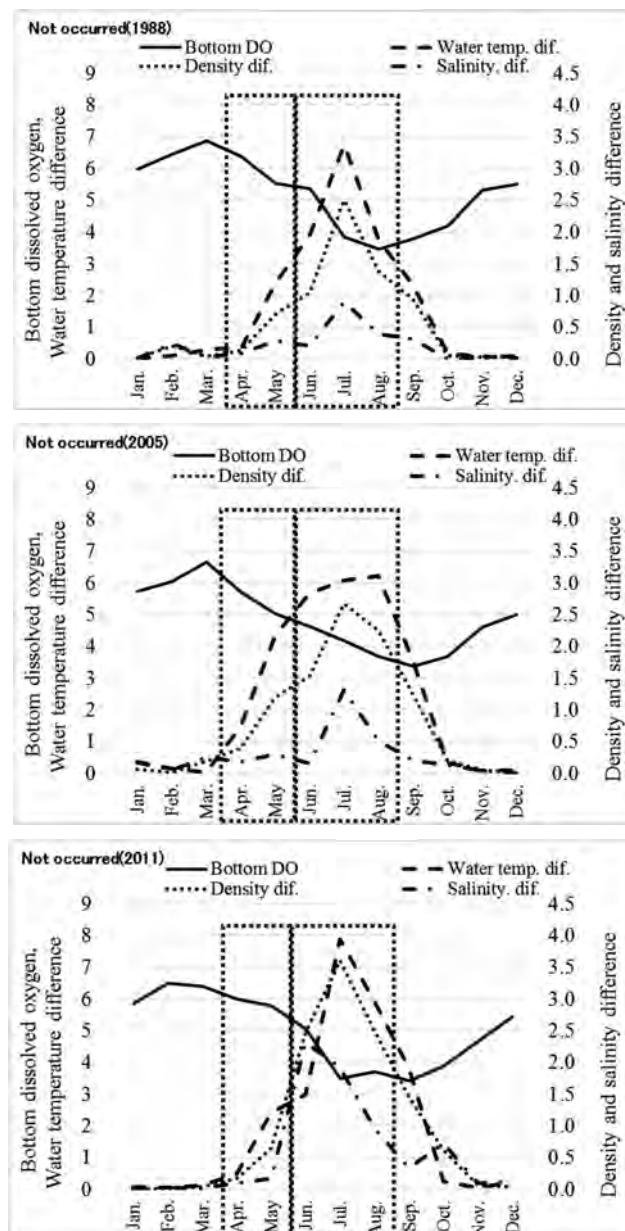 Not occurred(1988)
Bottom DO
Water temp. dif.
Density dif.
Salinity. dif.
9
8
7
6
5
4
3
2
1
0
4.5
4.0
3.5
3.0
2.5
2.0
1.5
1.0
0.5
0.0
Bottom dissolved oxygen,
Water temperature difference
Density and salinity difference
Jan.
Feb.
Mar.
Apr.
May
Jun.
Jul.
Aug.
Sep.
Oct.
Nov.
Dec.
Not occurred(2005)
Bottom DO
Water temp. dif.
Density dif.
Salinity. dif.
9
8
7
6
5
4
3
2
1
0
4.5
4.0
3.5
3.0
2.5
2.0
1.5
1.0
0.5
0.0
Bottom dissolved oxygen,
Water temperature difference
Density and salinity difference
Jan.
Feb.
Mar.
Apr.
May
Jun.
Jul.
Aug.
Sep.
Oct.
Nov.
Dec.
Not occurred(2011)
Bottom DO
Water temp. dif.
Density dif.
Salinity. dif.
9
8
7
6
5
4
3
2
1
0
4.5
4.0
3.5
3.0
2.5
2.0
1.5
1.0
0.5
0.0
Bottom dissolved oxygen,
Water temperature difference
Density and salinity difference
Jan.
Feb.
Mar.
Apr.
May
Jun.
Jul.
Aug.
Sep.
Oct.
Nov.
Dec.